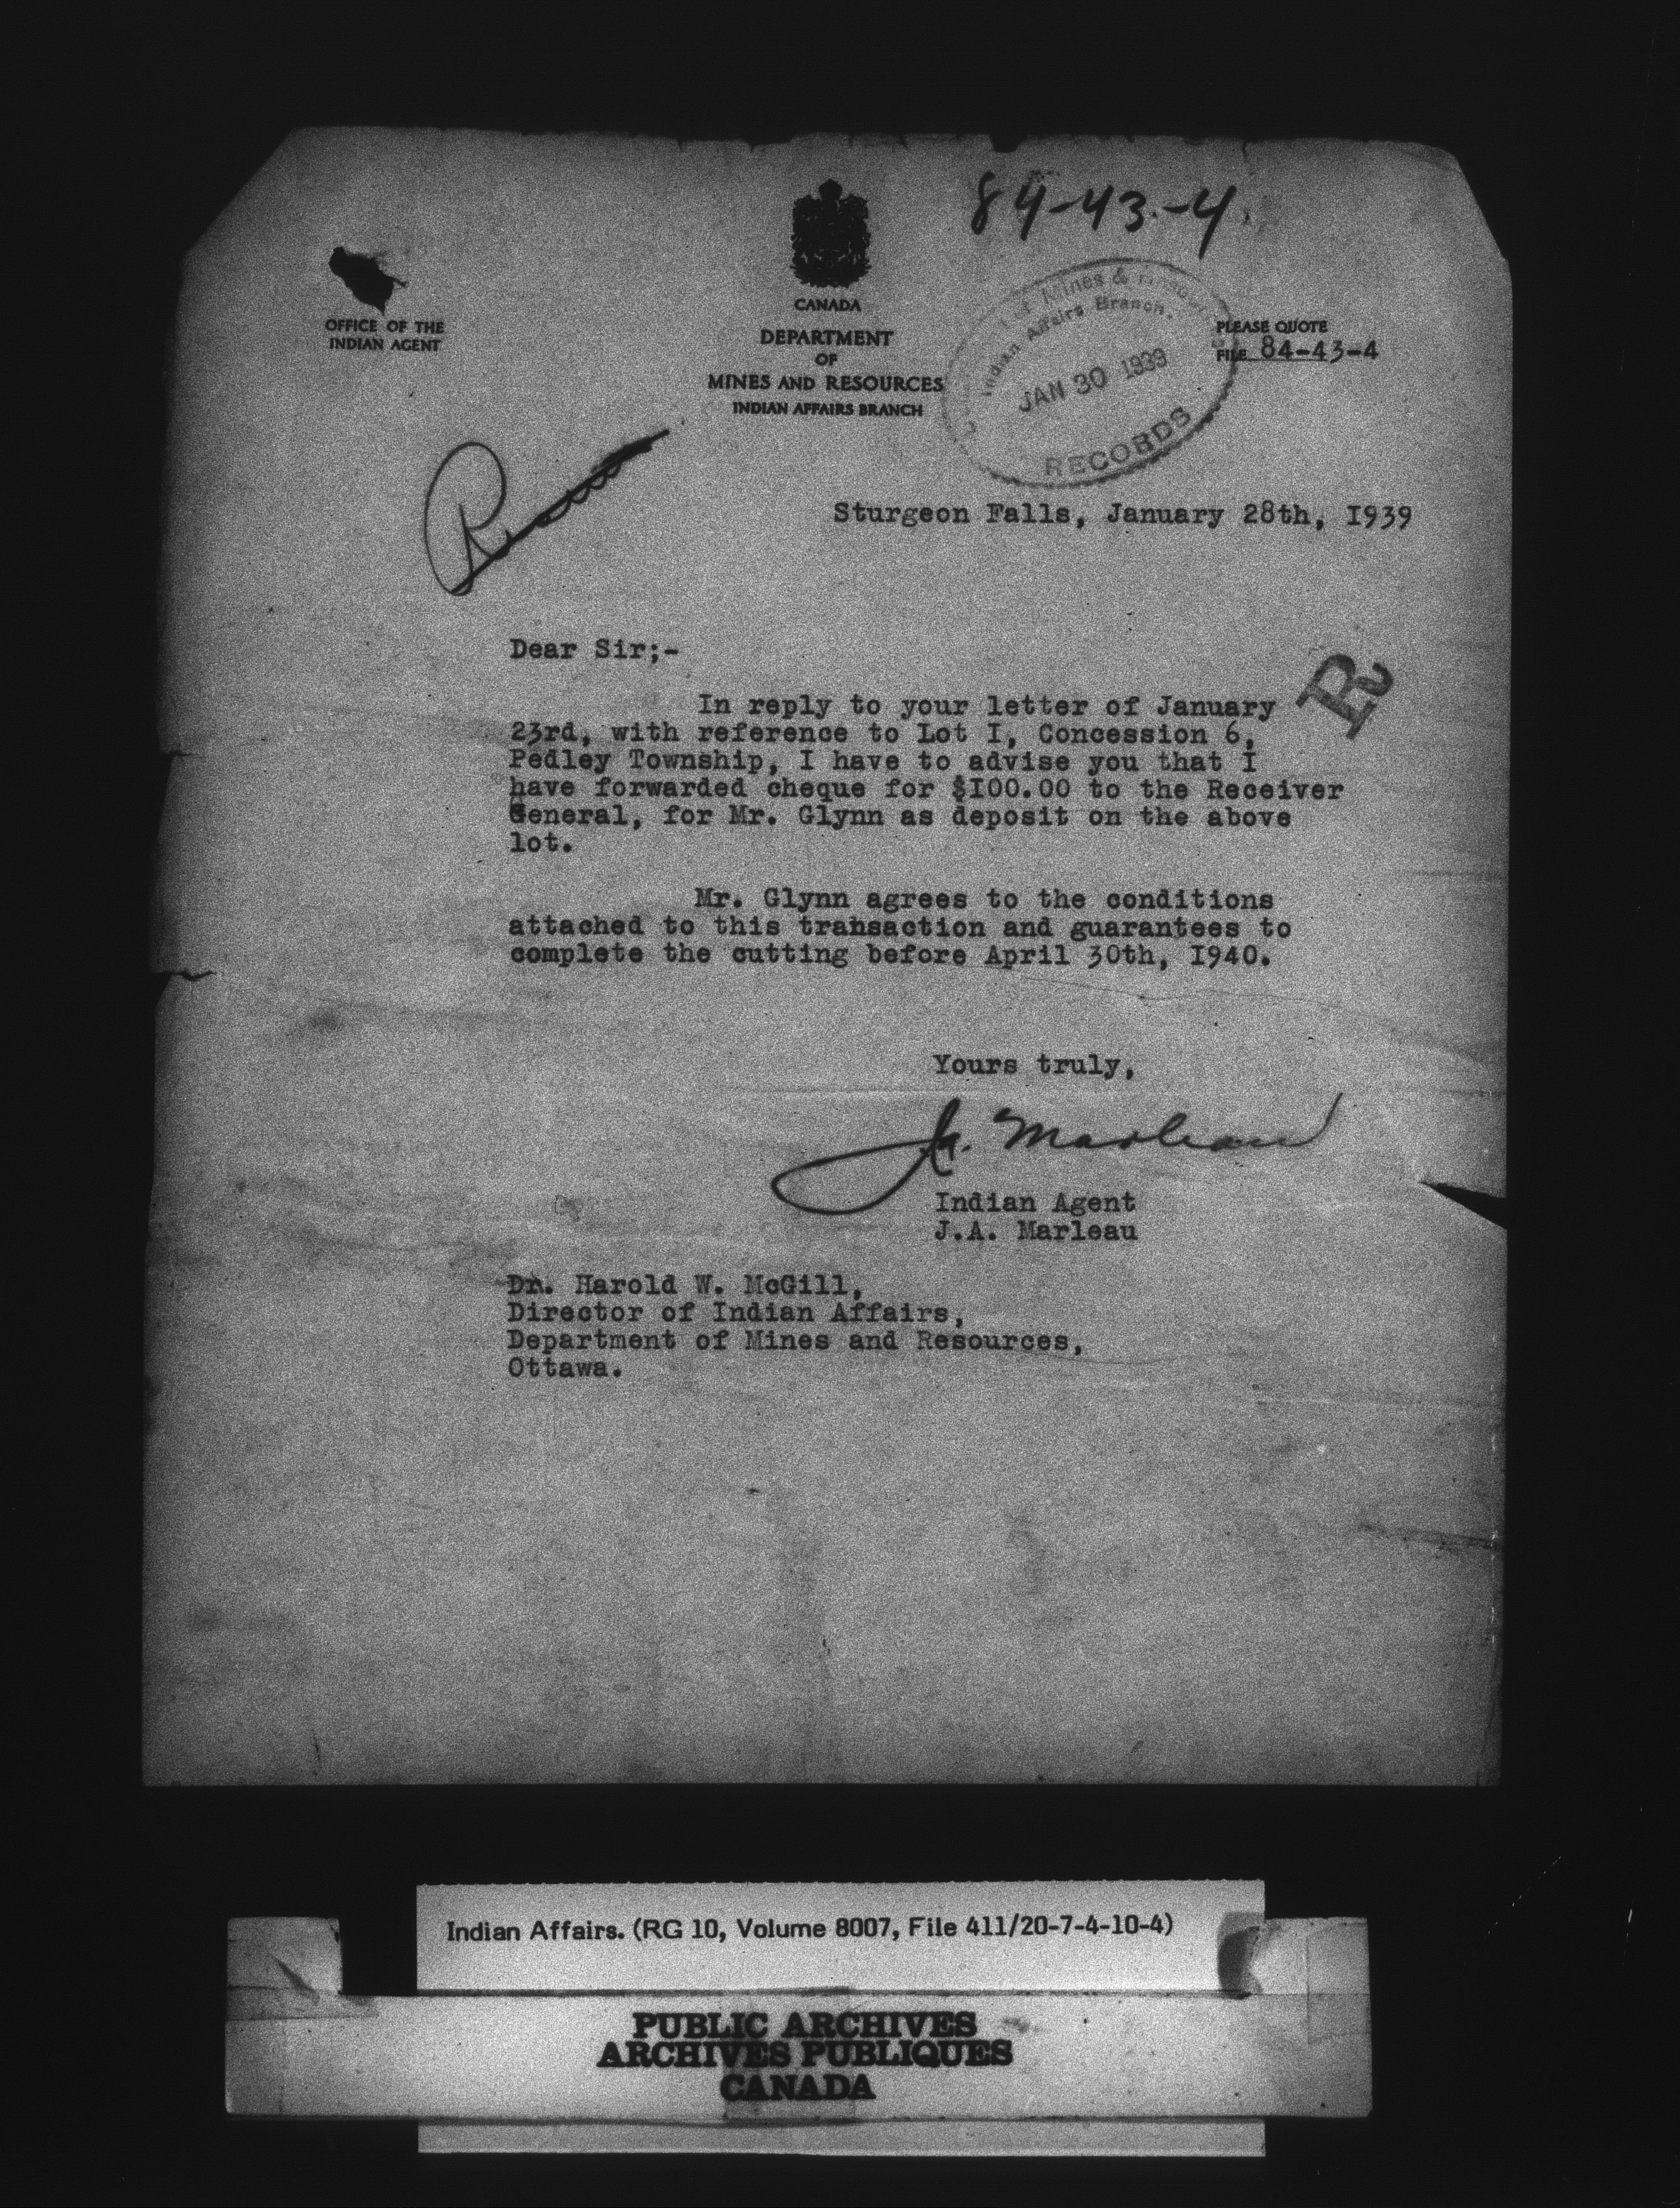 84-43-4.
OFFICE OF THE
INDIAN AGENT
CANADA
DEPARTMENT
OF
MINES AND RESOURCES
INDIAN AFFAIRS BRANCH
Mines &
Indian Affairs Branch.
JAN 30 1939
RECORDS
PLEASE QUOTE
FILE 84-43-4
Sturgeon Falls, January 28th, I939
Dear Sir;-
R
In reply to your letter of January
23rd, with reference to Lot I, Concession 6,
Pedley Township, I have to advise you that I
have forwarded cheque for $I00.00 to the Receiver
General, for Mr. Glynn as deposit on the above
lot.
Mr. Glynn agrees to the conditions
attached to this transaction and guarantees to
complete the cutting before April 30th, I940.
Yours truly,
J.A. Marleau
Indian Agent
J.A. Marleau
Dr. Harold W. McGill,
Director of Indian Affairs,
Department of Mines and Resources,
Ottawa.
Indian Affairs. (RG 10, Volume 8007, File 411/20-7-4-10-4)
PUBLIC ARCHIVES
ARCHIVES PUBLIQUES
CANADA